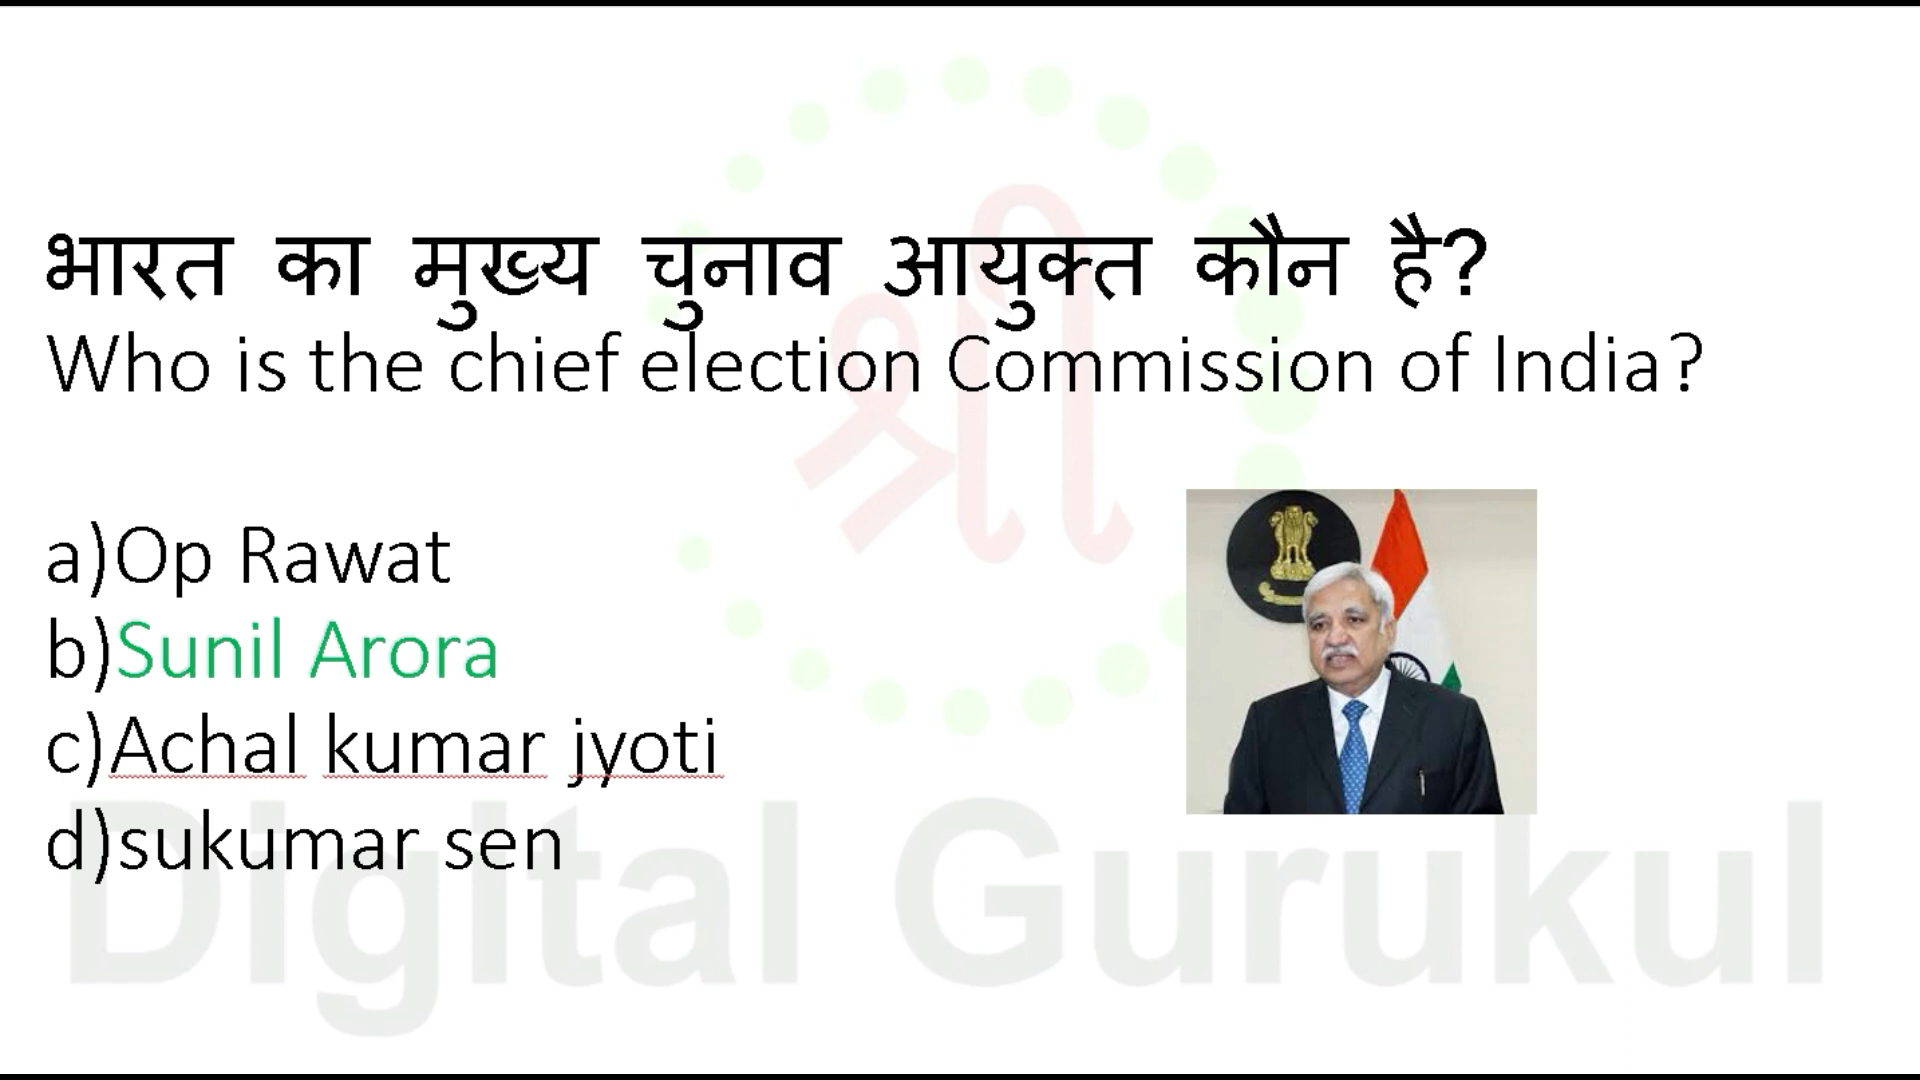 भारत का मुख्य चुनाव आयुक्त कौन है?
Who is the chief election Commission of India?
a)Op Rawat
b)Sunil Arora
c)Achal kumar jyoti
d)sukumar sen
श्री
Digital Gurukul